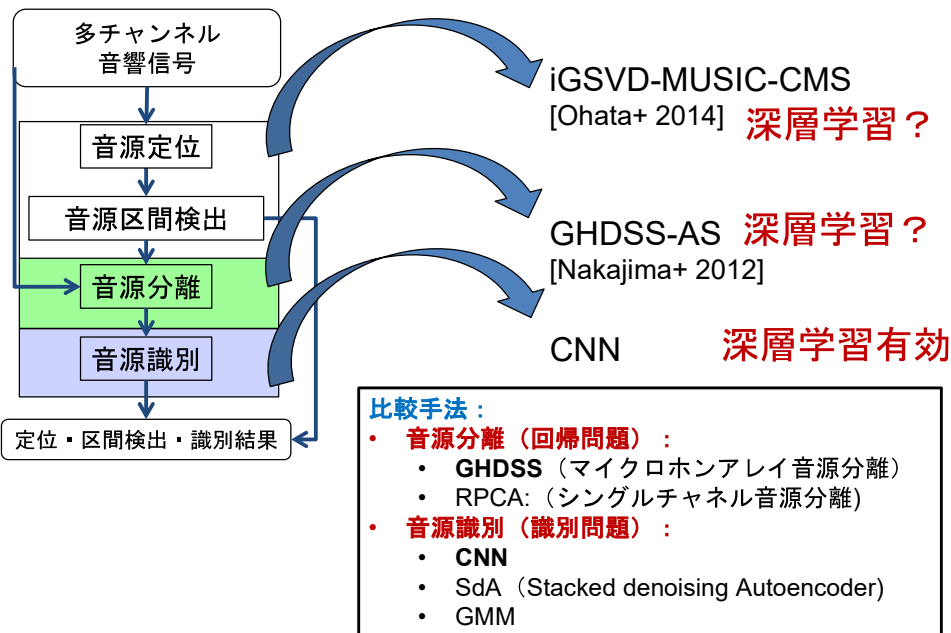 多チャンネル
音響信号
音源定位
音源区間検出
音源分離
音源識別
定位・区間検出・識別結果
iGSVD-MUSIC-CMS
[Ohata+ 2014] 深層学習？
GHDSS-AS 深層学習？
[Nakajima+ 2012]
CNN 深層学習有効
比較手法：
• 音源分離（回帰問題）：
• GHDSS（マイクロホンアレイ音源分離）
• RPCA:（シングルチャネル音源分離)
• 音源識別（識別問題）：
• CNN
• SdA（Stacked denoising Autoencoder)
• GMM